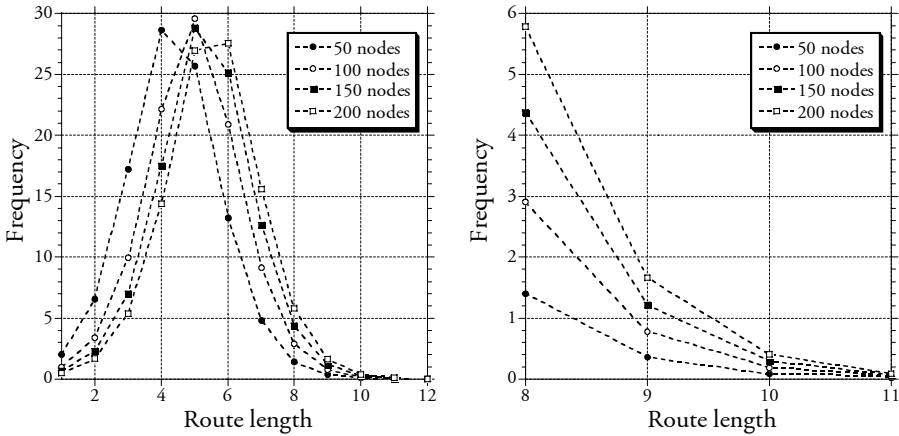 30
25
20
15
10
5
0
Frequency
2 4 6 8 10 12
Route length
50 nodes
100 nodes
150 nodes
200 nodes
6
5
4
3
2
1
0
Frequency
8 9 10 11
Route length
50 nodes
100 nodes
150 nodes
200 nodes